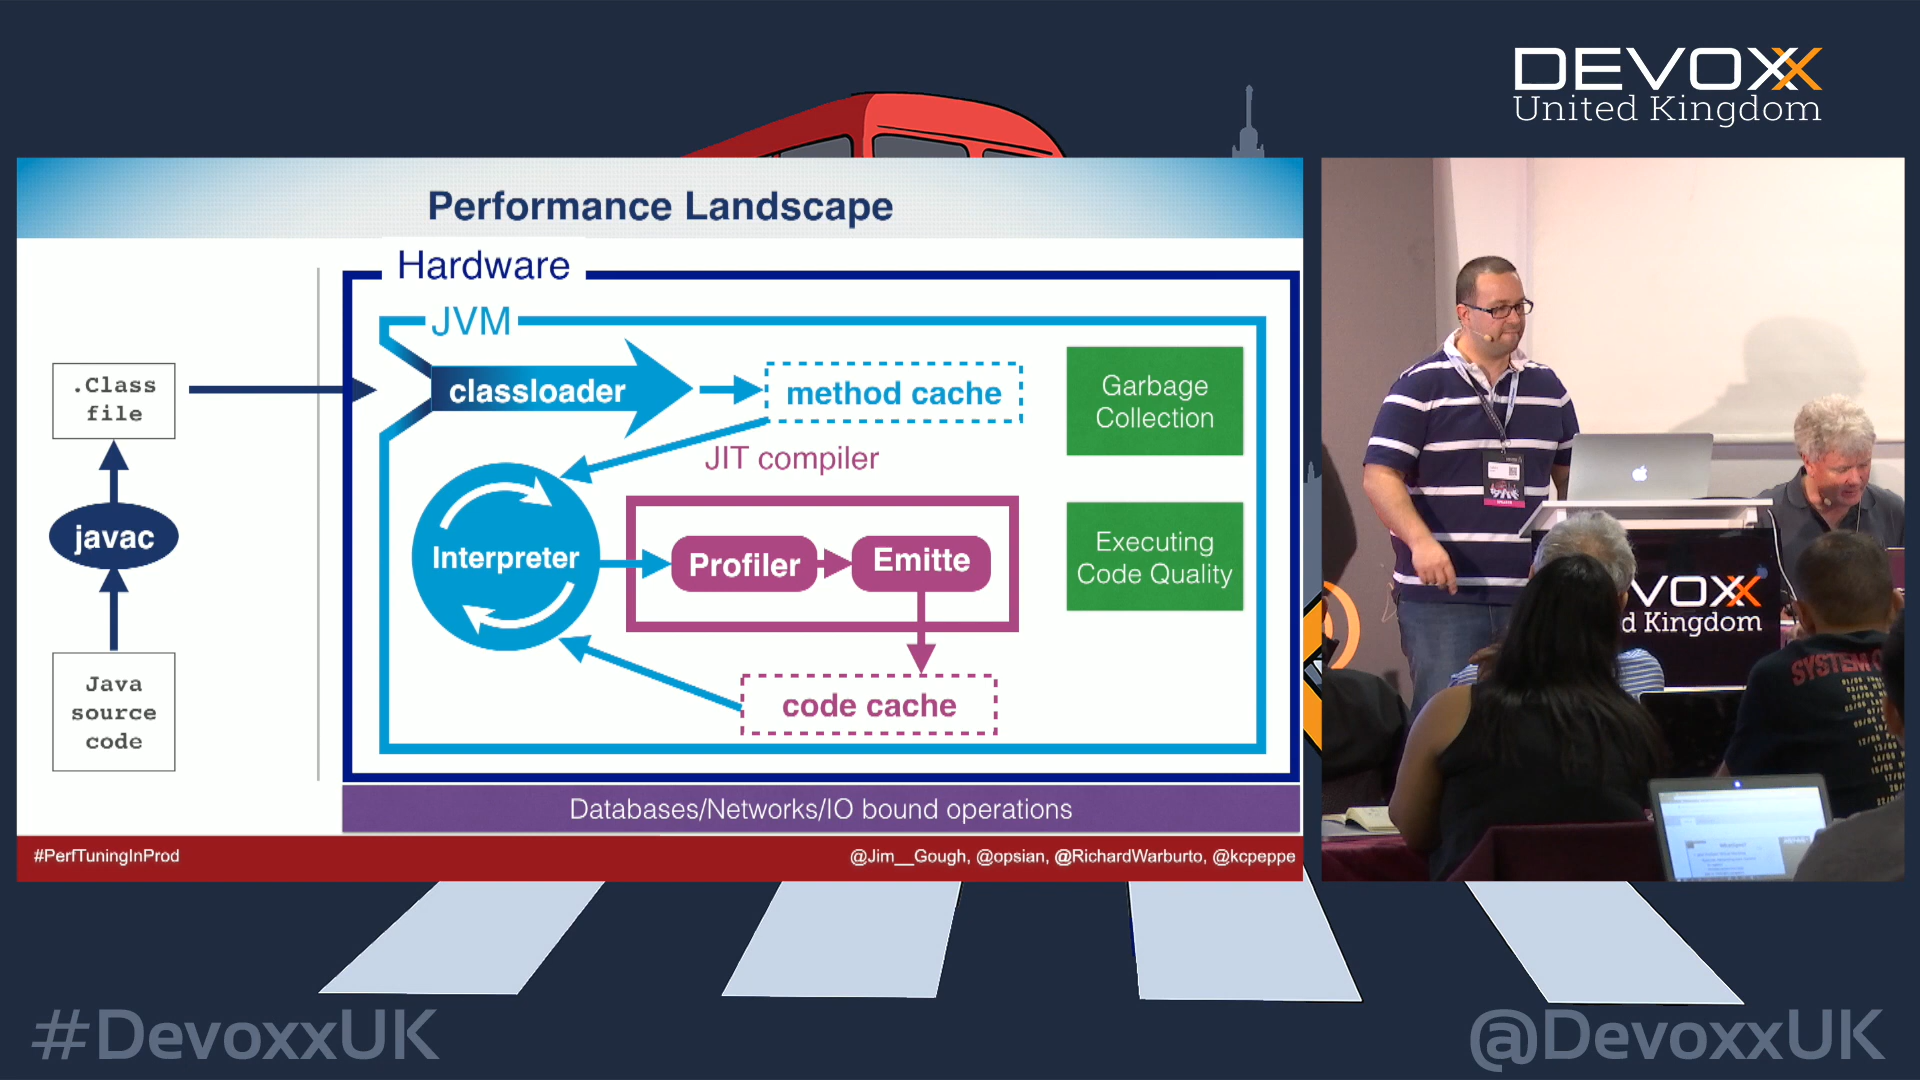 DEVOXX
United Kingdom
Performance Landscape
Hardware
JVM
.Class
file
classloader
method cache
Garbage
Collection
JIT compiler
javac
Interpreter
Profiler
Emitte
Executing
Code Quality
Java
source
code
code cache
Databases/Networks/IO bound operations
#PerfTuningInProd
@Jim__Gough, @opsian, @RichardWarburto, @kcpeppe
VOXX
d Kingdom
SYSTEM
#DevoxxUK
@DevoxxUK